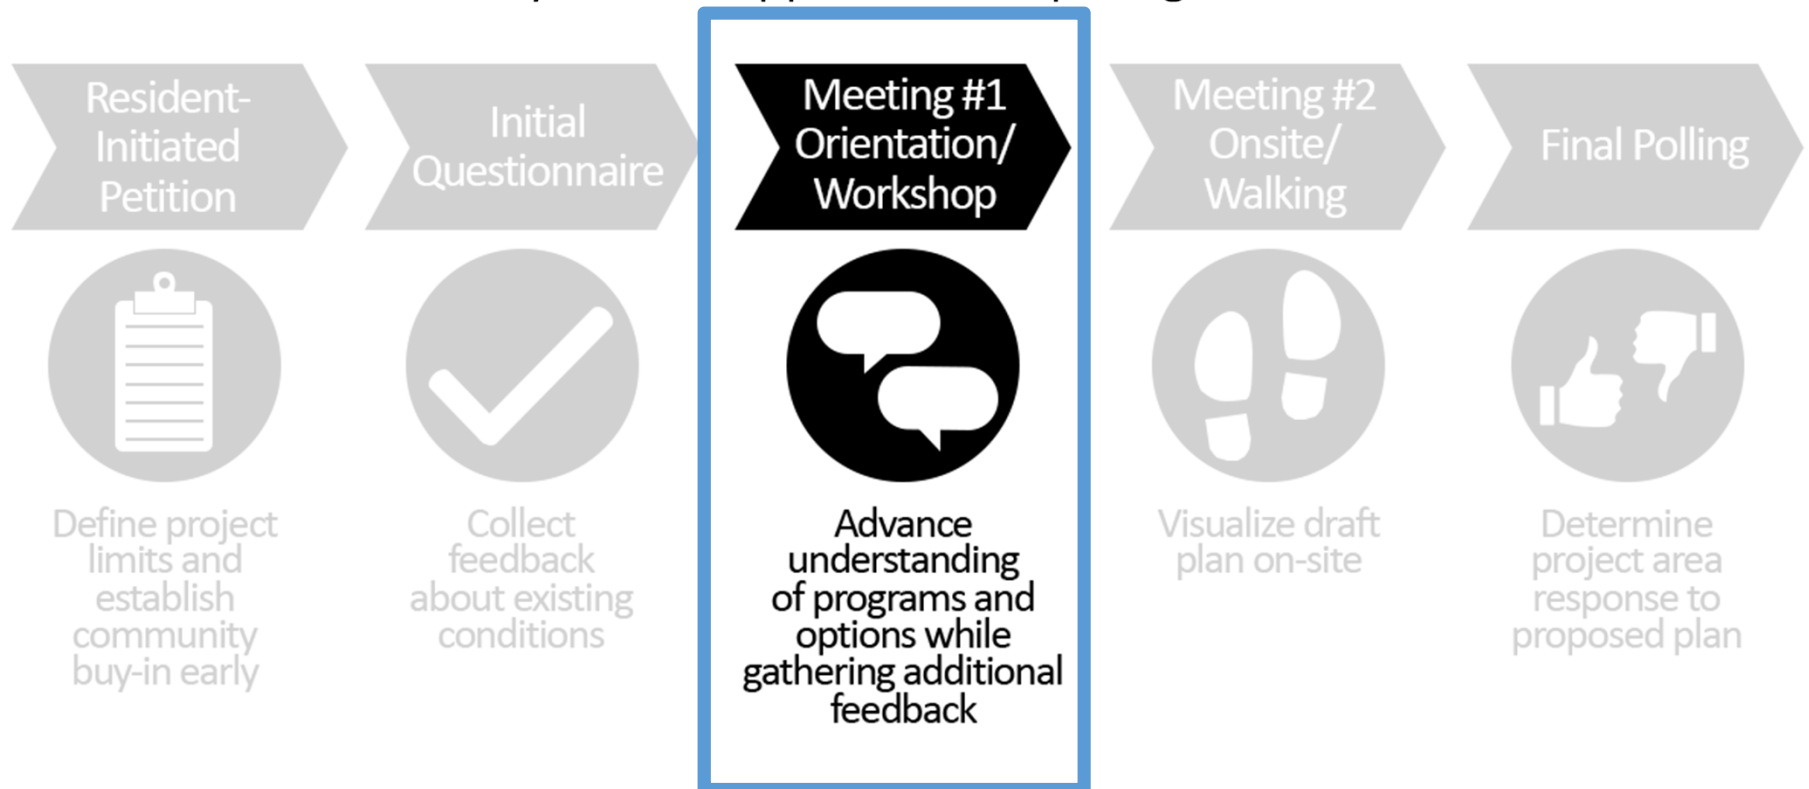 Resident-
Initiated
Petition
Initial
Questionnaire
Meeting #1
Orientation/
Workshop
Meeting #2
Onsite/
Walking
Final Polling
Define project
limits and
establish
community
buy-in early
Collect
feedback
about existing
conditions
Advance
understanding
of programs and
options while
gathering additional
feedback
Visualize draft
plan on-site
Determine
project area
response to
proposed plan